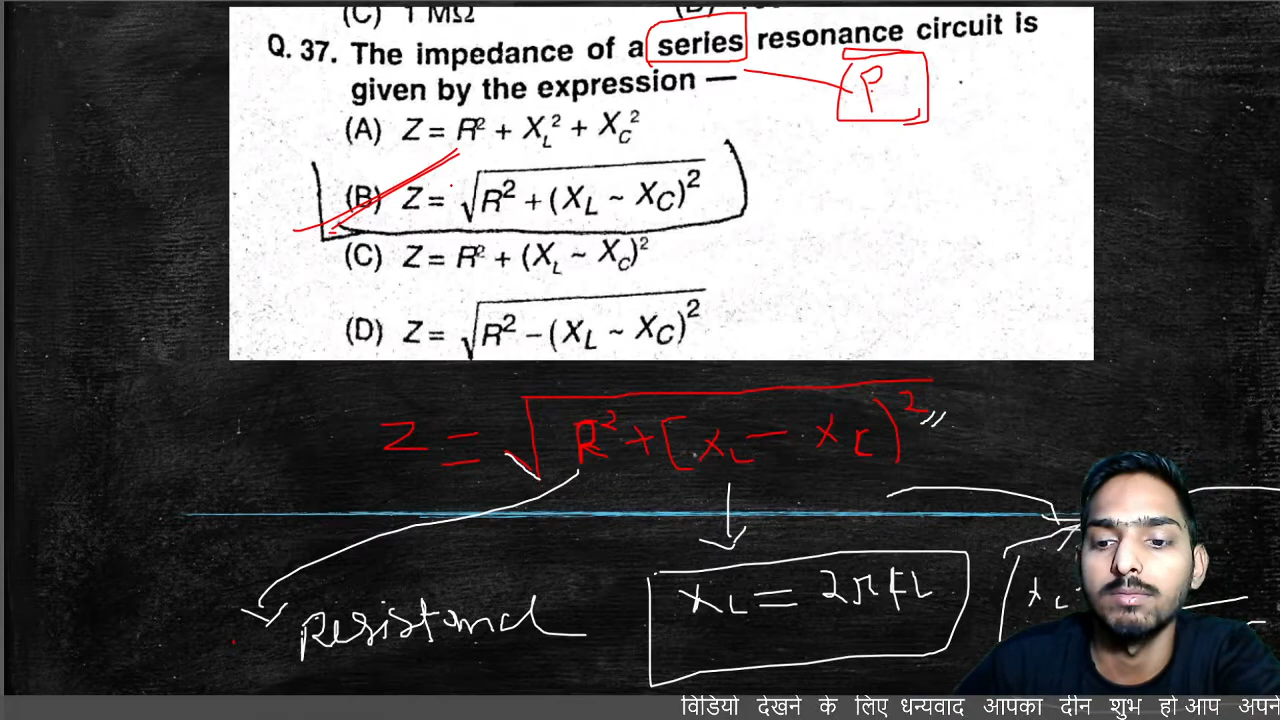 (C) 1 MΩ
Q. 37. The impedance of a series resonance circuit is
given by the expression —
P
(A) Z = R² + X_L² + X_C²
(B) Z = √R² + (X_L ~ X_C)²
(C) Z = R² + (X_L ~ X_C)²
(D) Z = √R² − (X_L ~ X_C)²
Z = √R² + [X_L − X_C)²
X_L = 2πfL
Resistance
विडियो देखने के लिए धन्यवाद आपका दीन शुभ हो आप अपने